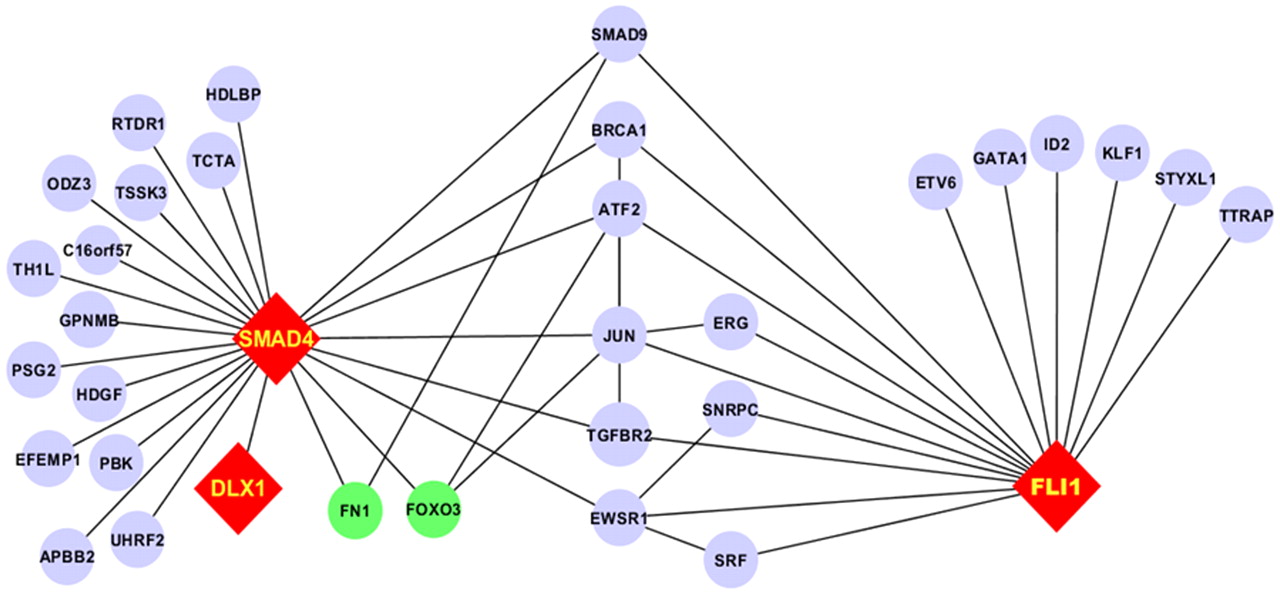 SMAD9
HDLBP
RTDR1
BRCA1
TCTA
ID2
KLF1
GATA1
STYXL1
ETV6
ODZ3
TSSK3
ATF2
TTRAP
C16orf57
TH1L
GPNMB
ERG
SMAD4
JUN
PSG2
HDGF
SNRPC
TGFBR2
EFEMP1
PBK
DLX1
FLI1
FN1
FOXO3
EWSR1
UHRF2
APBB2
SRF